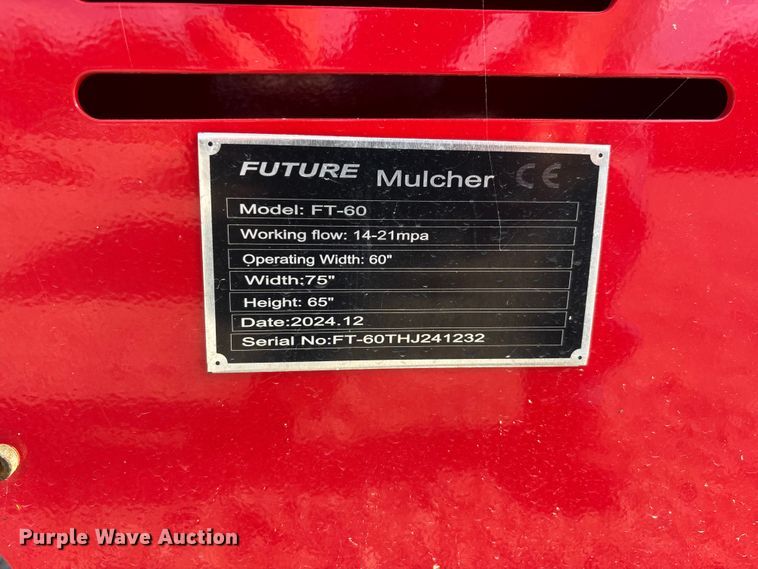 FUTURE Mulcher CE
Model: FT-60
Working flow: 14-21mpa
Operating Width: 60"
Width:75"
Height: 65"
Date:2024.12
Serial No:FT-60THJ241232
Purple Wave Auction®